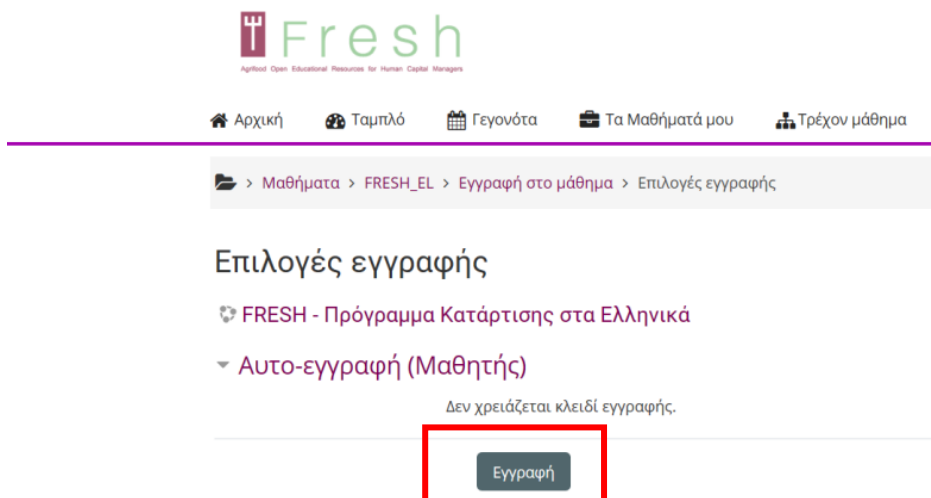 Fresh
Agrifood Open Educational Resources for Human Capital Managers
Αρχική Ταμπλό Γεγονότα Τα Μαθήματά μου Τρέχον μάθημα
> Μαθήματα > FRESH_EL > Εγγραφή στο μάθημα > Επιλογές εγγραφής
Επιλογές εγγραφής
FRESH - Πρόγραμμα Κατάρτισης στα Ελληνικά
Αυτο-εγγραφή (Μαθητής)
Δεν χρειάζεται κλειδί εγγραφής.
Εγγραφή